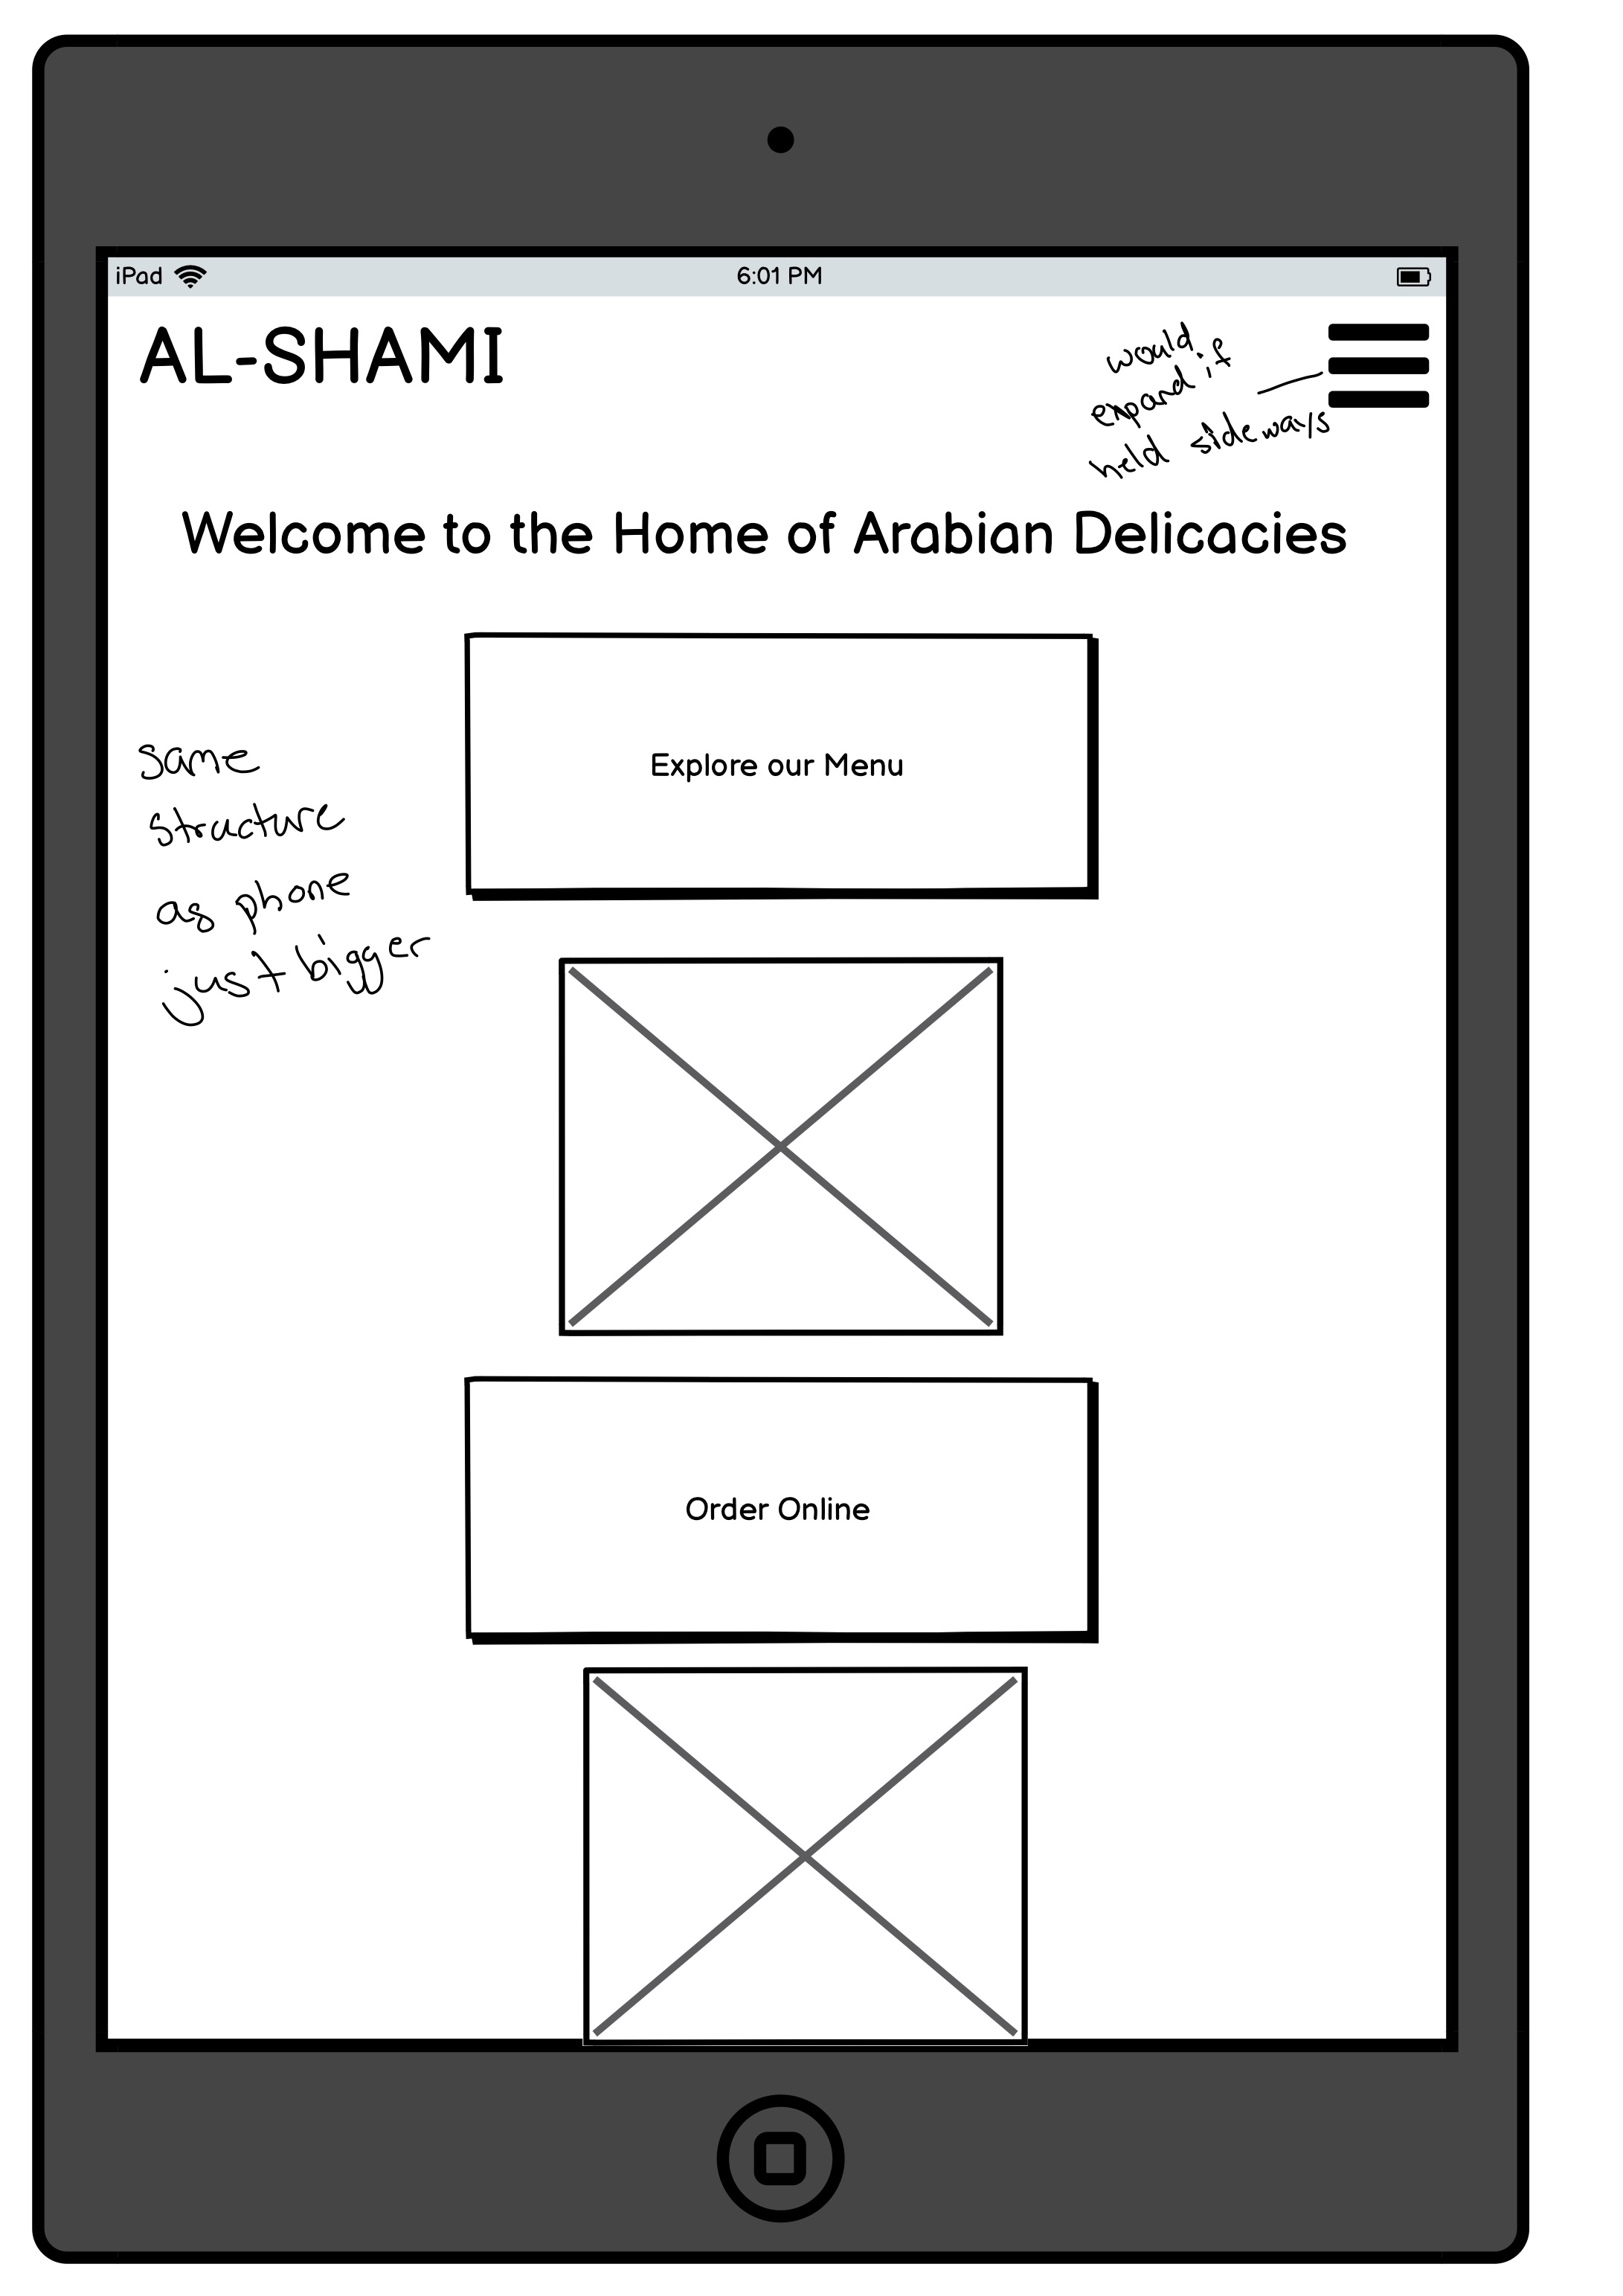 iPad 6:01 PM
AL-SHAMI
would
expand if
held sideways
Welcome to the Home of Arabian Delicacies
Explore our Menu
Same
structure
as phone
just bigger
Order Online